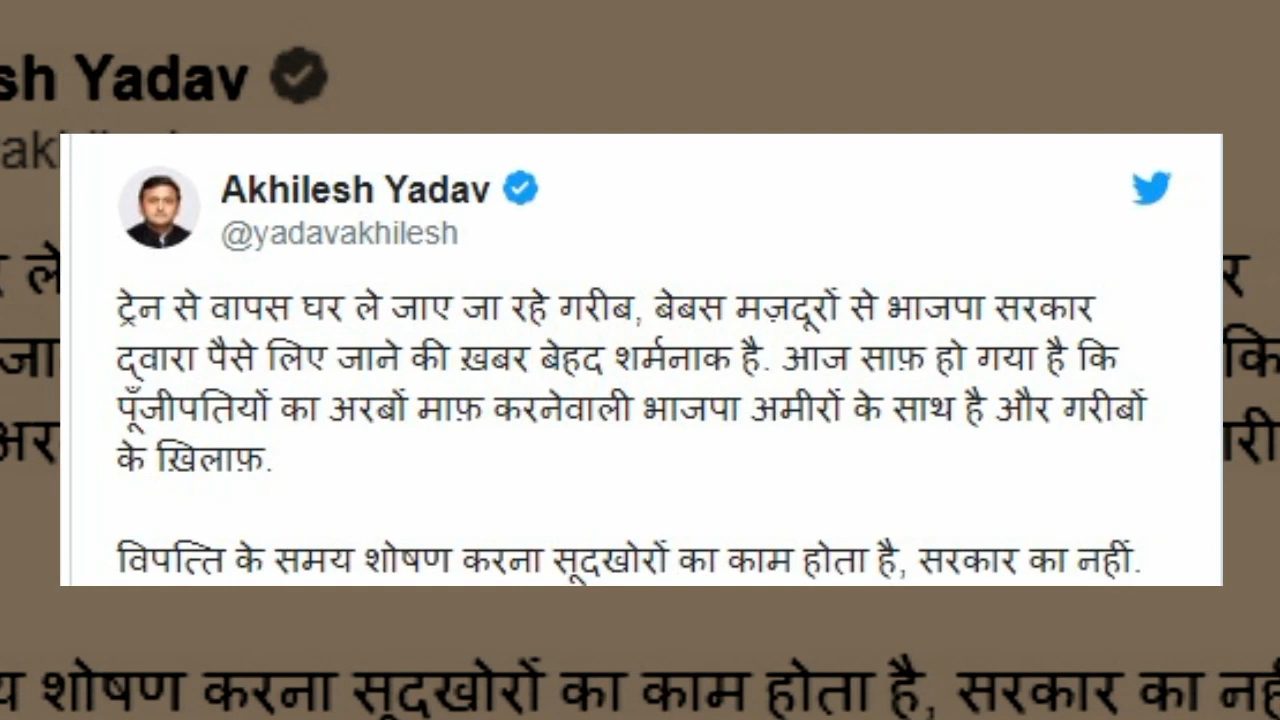 sh Yadav
Akhilesh Yadav
@yadavakhilesh
ट्रेन से वापस घर ले जाए जा रहे गरीब, बेबस मज़दूरों से भाजपा सरकार
द्वारा पैसे लिए जाने की ख़बर बेहद शर्मनाक है. आज साफ़ हो गया है कि
पूँजीपतियों का अरबों माफ़ करनेवाली भाजपा अमीरों के साथ है और गरीबों
के ख़िलाफ़.
विपत्ति के समय शोषण करना सूदखोरों का काम होता है, सरकार का नहीं.
य शोषण करना सूदखोरों का काम होता है, सरकार का नहीं